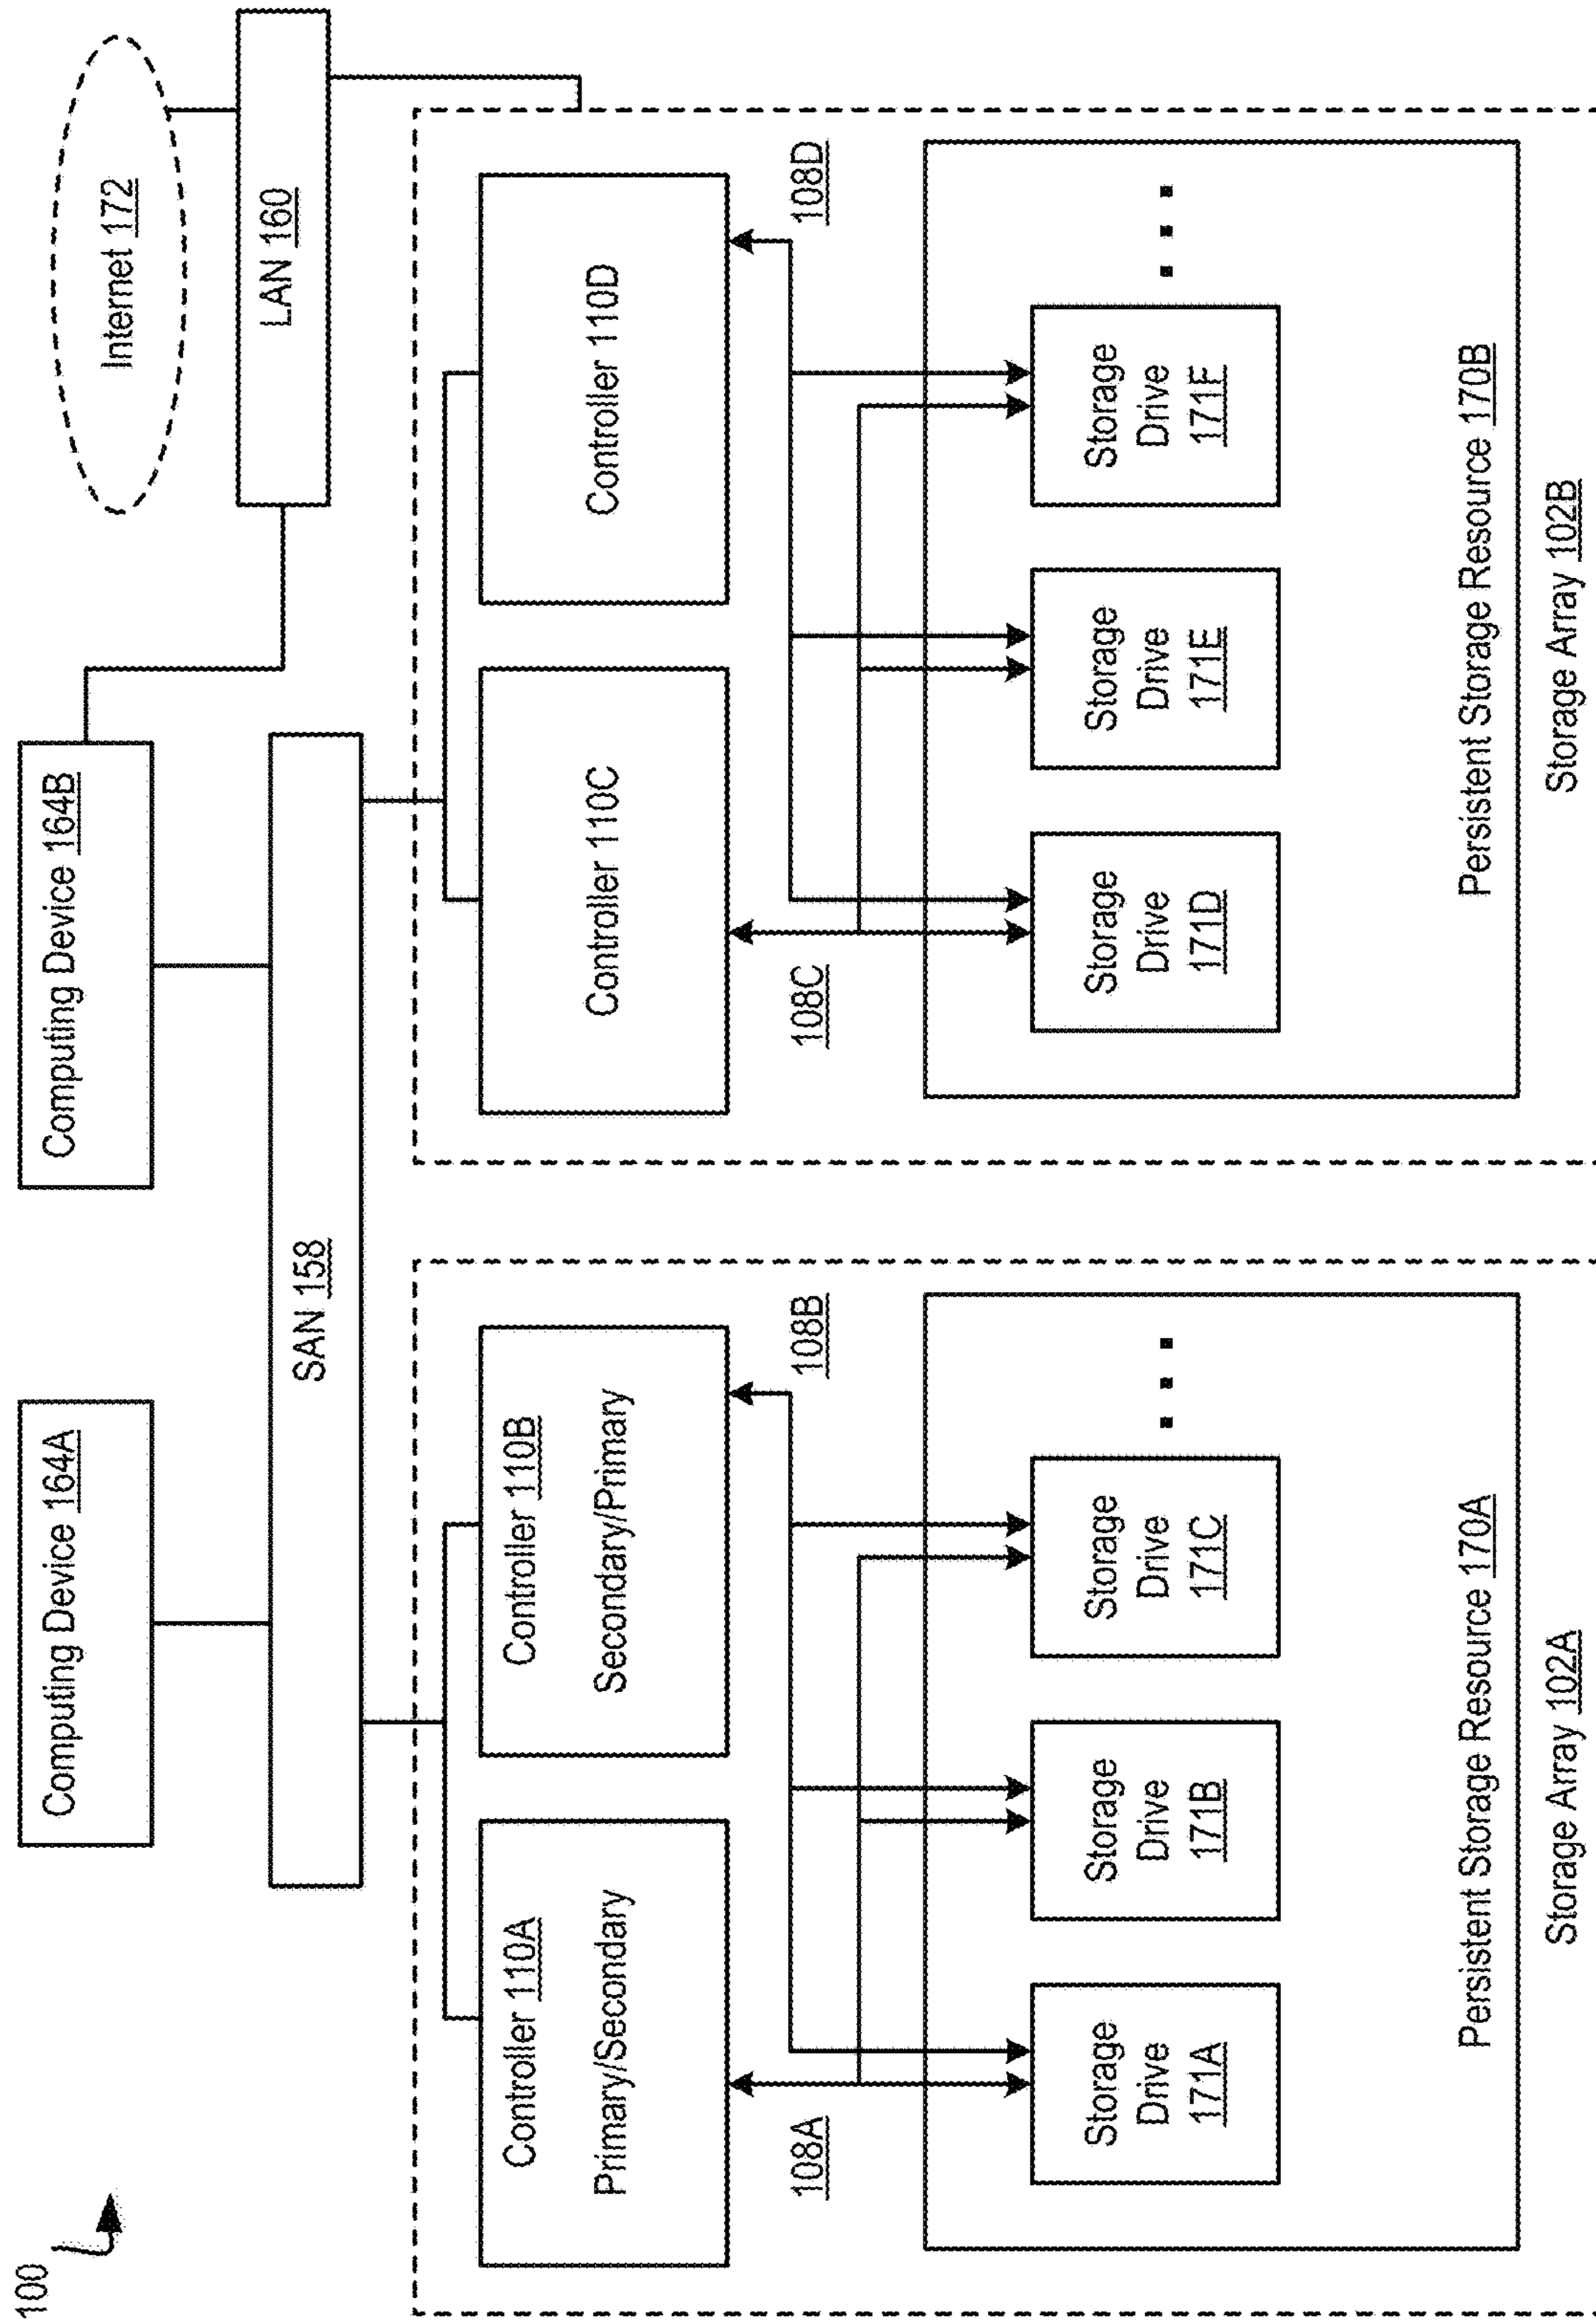 100
Computing Device 164A
Computing Device 164B
Internet 172
SAN 158
LAN 160
Controller 110A
Primary/Secondary
Controller 110B
Secondary/Primary
Controller 110C
Controller 110D
108A
108B
108C
108D
Storage
Drive
171A
Storage
Drive
171B
Storage
Drive
171C
Storage
Drive
171D
Storage
Drive
171E
Storage
Drive
171F
Persistent Storage Resource 170A
Persistent Storage Resource 170B
Storage Array 102A
Storage Array 102B